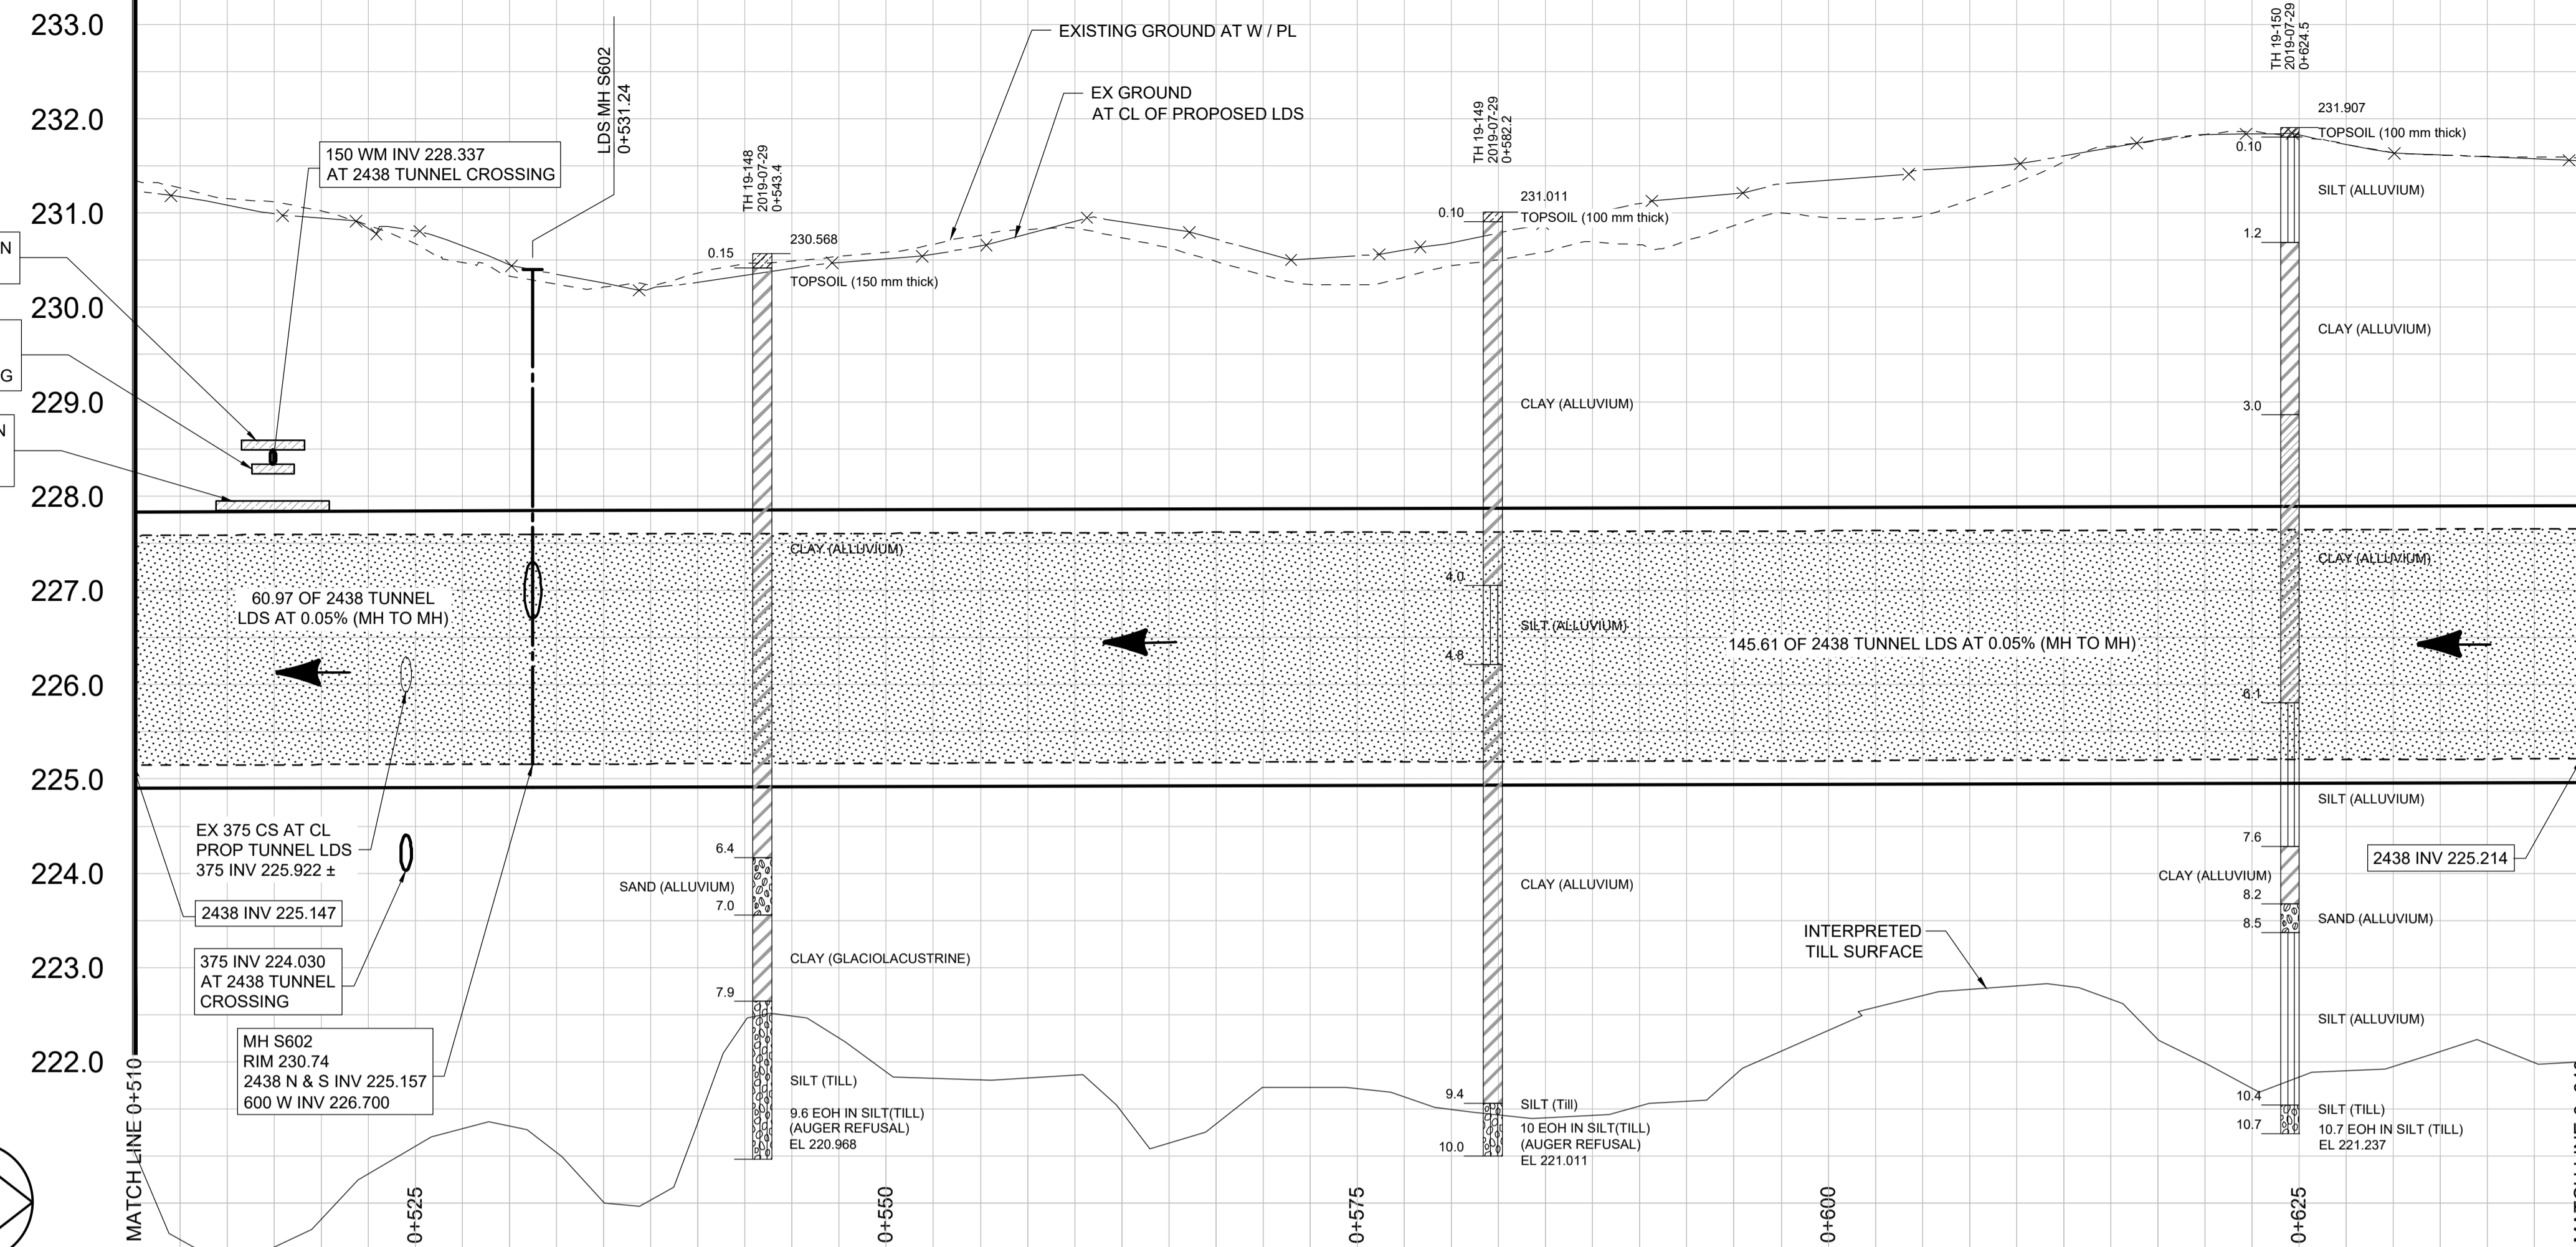 233.0
232.0
231.0
230.0
229.0
228.0
227.0
226.0
225.0
224.0
223.0
222.0
N
G
N
150 WM INV 228.337
AT 2438 TUNNEL CROSSING
LDS MH S602
0+531.24
EXISTING GROUND AT W / PL
EX GROUND
AT CL OF PROPOSED LDS
TH 19-148
2019-07-29
0+543.4
0.15
230.568
TOPSOIL (150 mm thick)
CLAY (ALLUVIUM)
6.4
SAND (ALLUVIUM)
7.0
CLAY (GLACIOLACUSTRINE)
7.9
SILT (TILL)
9.6 EOH IN SILT(TILL)
(AUGER REFUSAL)
EL 220.968
TH 19-149
2019-07-29
0+582.2
0.10
231.011
TOPSOIL (100 mm thick)
CLAY (ALLUVIUM)
4.0
SILT (ALLUVIUM)
4.8
CLAY (ALLUVIUM)
9.4
SILT (Till)
10 EOH IN SILT(TILL)
(AUGER REFUSAL)
EL 221.011
10.0
TH 19-150
2019-07-29
0+624.5
231.907
TOPSOIL (100 mm thick)
0.10
SILT (ALLUVIUM)
1.2
CLAY (ALLUVIUM)
3.0
CLAY (ALLUVIUM)
6.1
SILT (ALLUVIUM)
7.6
CLAY (ALLUVIUM)
8.2
SAND (ALLUVIUM)
8.5
SILT (ALLUVIUM)
10.4
SILT (TILL)
10.7
10.7 EOH IN SILT (TILL)
EL 221.237
60.97 OF 2438 TUNNEL
LDS AT 0.05% (MH TO MH)
145.61 OF 2438 TUNNEL LDS AT 0.05% (MH TO MH)
EX 375 CS AT CL
PROP TUNNEL LDS
375 INV 225.922 ±
2438 INV 225.147
375 INV 224.030
AT 2438 TUNNEL
CROSSING
MH S602
RIM 230.74
2438 N & S INV 225.157
600 W INV 226.700
2438 INV 225.214
INTERPRETED
TILL SURFACE
MATCH LINE 0+510
0+525
0+550
0+575
0+600
0+625